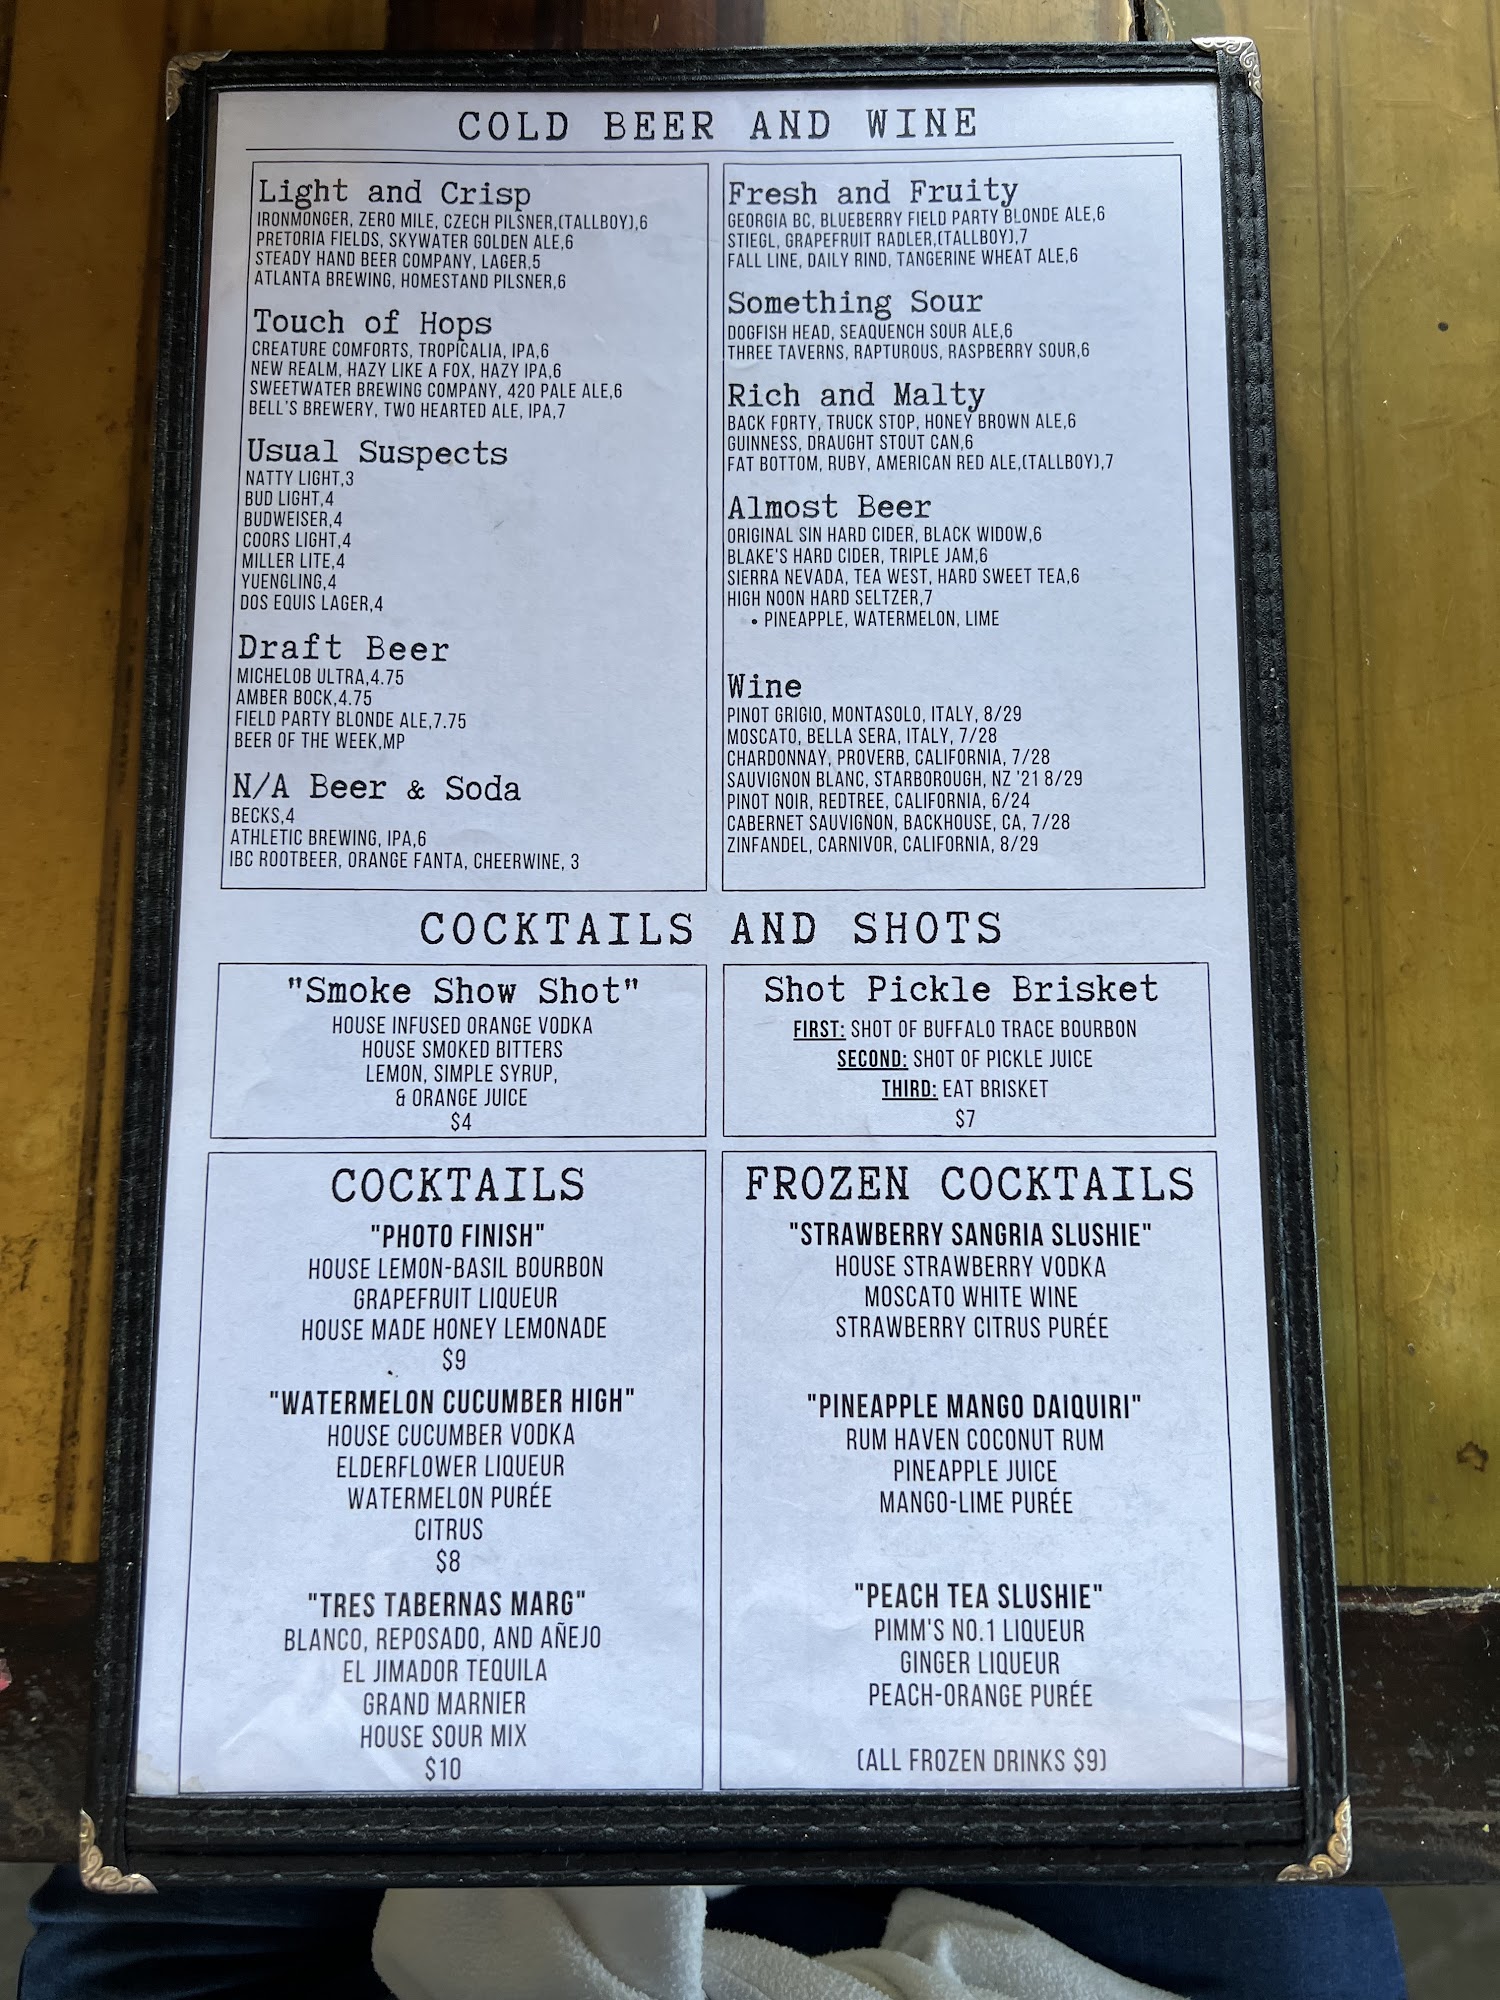 COLD BEER AND WINE
Light and Crisp
IRONMONGER, ZERO MILE, CZECH PILSNER,(TALLBOY),6
PRETORIA FIELDS, SKYWATER GOLDEN ALE,6
STEADY HAND BEER COMPANY, LAGER,5
ATLANTA BREWING, HOMESTAND PILSNER,6
Touch of Hops
CREATURE COMFORTS, TROPICALIA, IPA,6
NEW REALM, HAZY LIKE A FOX, HAZY IPA,6
SWEETWATER BREWING COMPANY, 420 PALE ALE,6
BELL'S BREWERY, TWO HEARTED ALE, IPA,7
Usual Suspects
NATTY LIGHT,3
BUD LIGHT,4
BUDWEISER,4
COORS LIGHT,4
MILLER LITE,4
YUENGLING,4
DOS EQUIS LAGER,4
Draft Beer
MICHELOB ULTRA,4.75
AMBER BOCK,4.75
FIELD PARTY BLONDE ALE,7.75
BEER OF THE WEEK,MP
N/A Beer & Soda
BECKS,4
ATHLETIC BREWING, IPA,6
IBC ROOTBEER, ORANGE FANTA, CHEERWINE, 3
Fresh and Fruity
GEORGIA BC, BLUEBERRY FIELD PARTY BLONDE ALE,6
STIEGL, GRAPEFRUIT RADLER,(TALLBOY),7
FALL LINE, DAILY RIND, TANGERINE WHEAT ALE,6
Something Sour
DOGFISH HEAD, SEAQUENCH SOUR ALE,6
THREE TAVERNS, RAPTUROUS, RASPBERRY SOUR,6
Rich and Malty
BACK FORTY, TRUCK STOP, HONEY BROWN ALE,6
GUINNESS, DRAUGHT STOUT CAN,6
FAT BOTTOM, RUBY, AMERICAN RED ALE,(TALLBOY),7
Almost Beer
ORIGINAL SIN HARD CIDER, BLACK WIDOW,6
BLAKE'S HARD CIDER, TRIPLE JAM,6
SIERRA NEVADA, TEA WEST, HARD SWEET TEA,6
HIGH NOON HARD SELTZER,7
• PINEAPPLE, WATERMELON, LIME
Wine
PINOT GRIGIO, MONTASOLO, ITALY, 8/29
MOSCATO, BELLA SERA, ITALY, 7/28
CHARDONNAY, PROVERB, CALIFORNIA, 7/28
SAUVIGNON BLANC, STARBOROUGH, NZ '21 8/29
PINOT NOIR, REDTREE, CALIFORNIA, 6/24
CABERNET SAUVIGNON, BACKHOUSE, CA, 7/28
ZINFANDEL, CARNIVOR, CALIFORNIA, 8/29
COCKTAILS AND SHOTS
"Smoke Show Shot"
HOUSE INFUSED ORANGE VODKA
HOUSE SMOKED BITTERS
LEMON, SIMPLE SYRUP,
& ORANGE JUICE
$4
Shot Pickle Brisket
FIRST: SHOT OF BUFFALO TRACE BOURBON
SECOND: SHOT OF PICKLE JUICE
THIRD: EAT BRISKET
$7
COCKTAILS
"PHOTO FINISH"
HOUSE LEMON-BASIL BOURBON
GRAPEFRUIT LIQUEUR
HOUSE MADE HONEY LEMONADE
$9
"WATERMELON CUCUMBER HIGH"
HOUSE CUCUMBER VODKA
ELDERFLOWER LIQUEUR
WATERMELON PURÉE
CITRUS
$8
"TRES TABERNAS MARG"
BLANCO, REPOSADO, AND AÑEJO
EL JIMADOR TEQUILA
GRAND MARNIER
HOUSE SOUR MIX
$10
FROZEN COCKTAILS
"STRAWBERRY SANGRIA SLUSHIE"
HOUSE STRAWBERRY VODKA
MOSCATO WHITE WINE
STRAWBERRY CITRUS PURÉE
"PINEAPPLE MANGO DAIQUIRI"
RUM HAVEN COCONUT RUM
PINEAPPLE JUICE
MANGO-LIME PURÉE
"PEACH TEA SLUSHIE"
PIMM'S NO.1 LIQUEUR
GINGER LIQUEUR
PEACH-ORANGE PURÉE
(ALL FROZEN DRINKS $9)